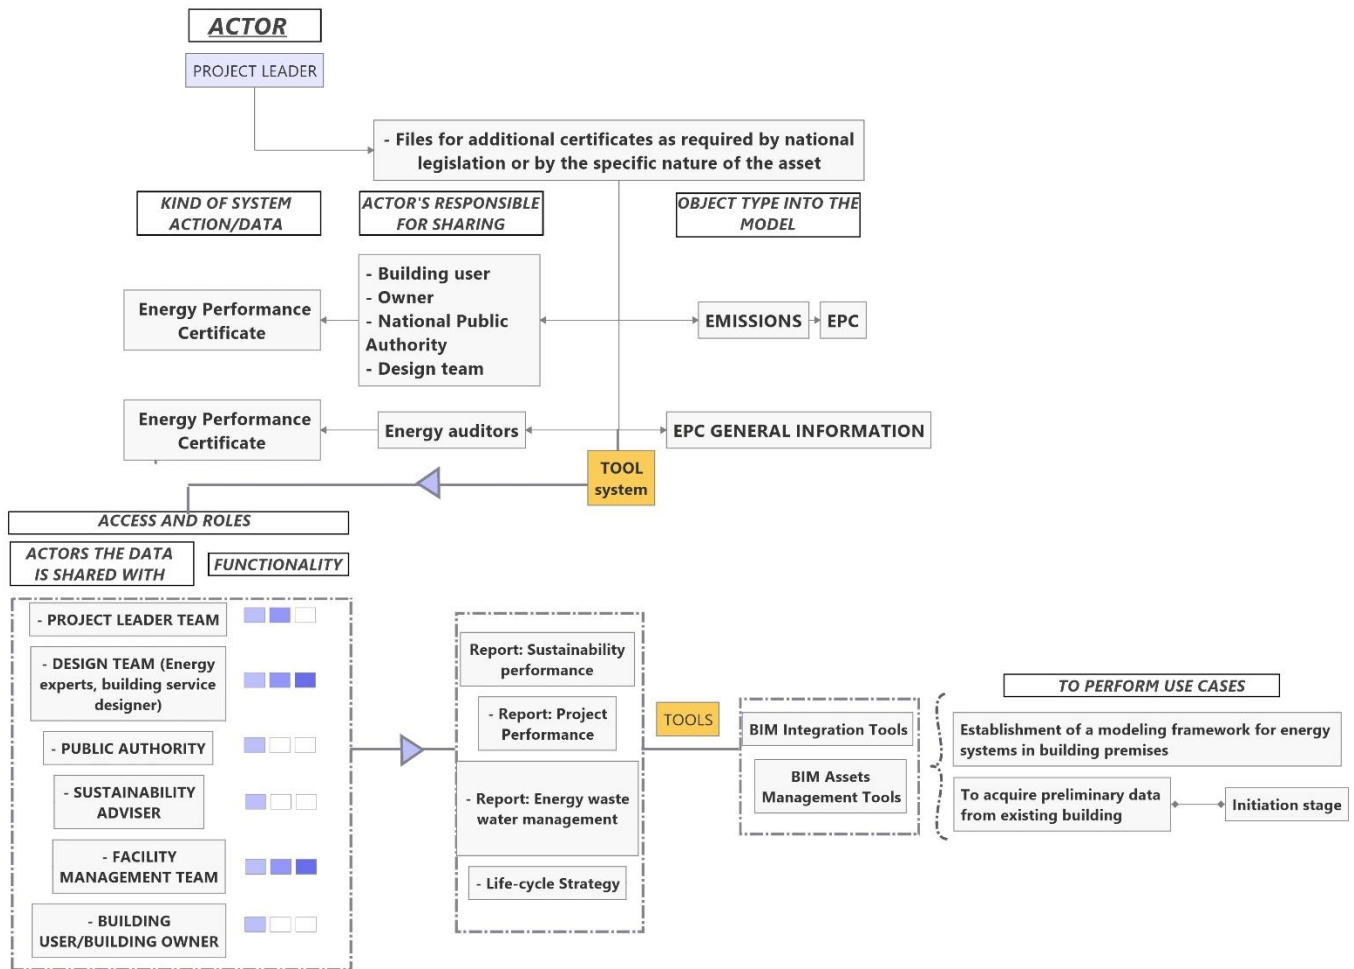 ACTOR
PROJECT LEADER
- Files for additional certificates as required by national
legislation or by the specific nature of the asset
KIND OF SYSTEM
ACTION/DATA
ACTOR'S RESPONSIBLE
FOR SHARING
OBJECT TYPE INTO THE
MODEL
Energy Performance
Certificate
- Building user
- Owner
- National Public
Authority
- Design team
EMISSIONS
EPC
Energy Performance
Certificate
Energy auditors
EPC GENERAL INFORMATION
TOOL
system
ACCESS AND ROLES
ACTORS THE DATA
IS SHARED WITH
FUNCTIONALITY
- PROJECT LEADER TEAM
- DESIGN TEAM (Energy
experts, building service
designer)
- PUBLIC AUTHORITY
- SUSTAINABILITY
ADVISER
- FACILITY
MANAGEMENT TEAM
- BUILDING
USER/BUILDING OWNER
Report: Sustainability
performance
- Report: Project
Performance
- Report: Energy waste
water management
- Life-cycle Strategy
TOOLS
BIM Integration Tools
BIM Assets
Management Tools
TO PERFORM USE CASES
Establishment of a modeling framework for energy
systems in building premises
To acquire preliminary data
from existing building
Initiation stage